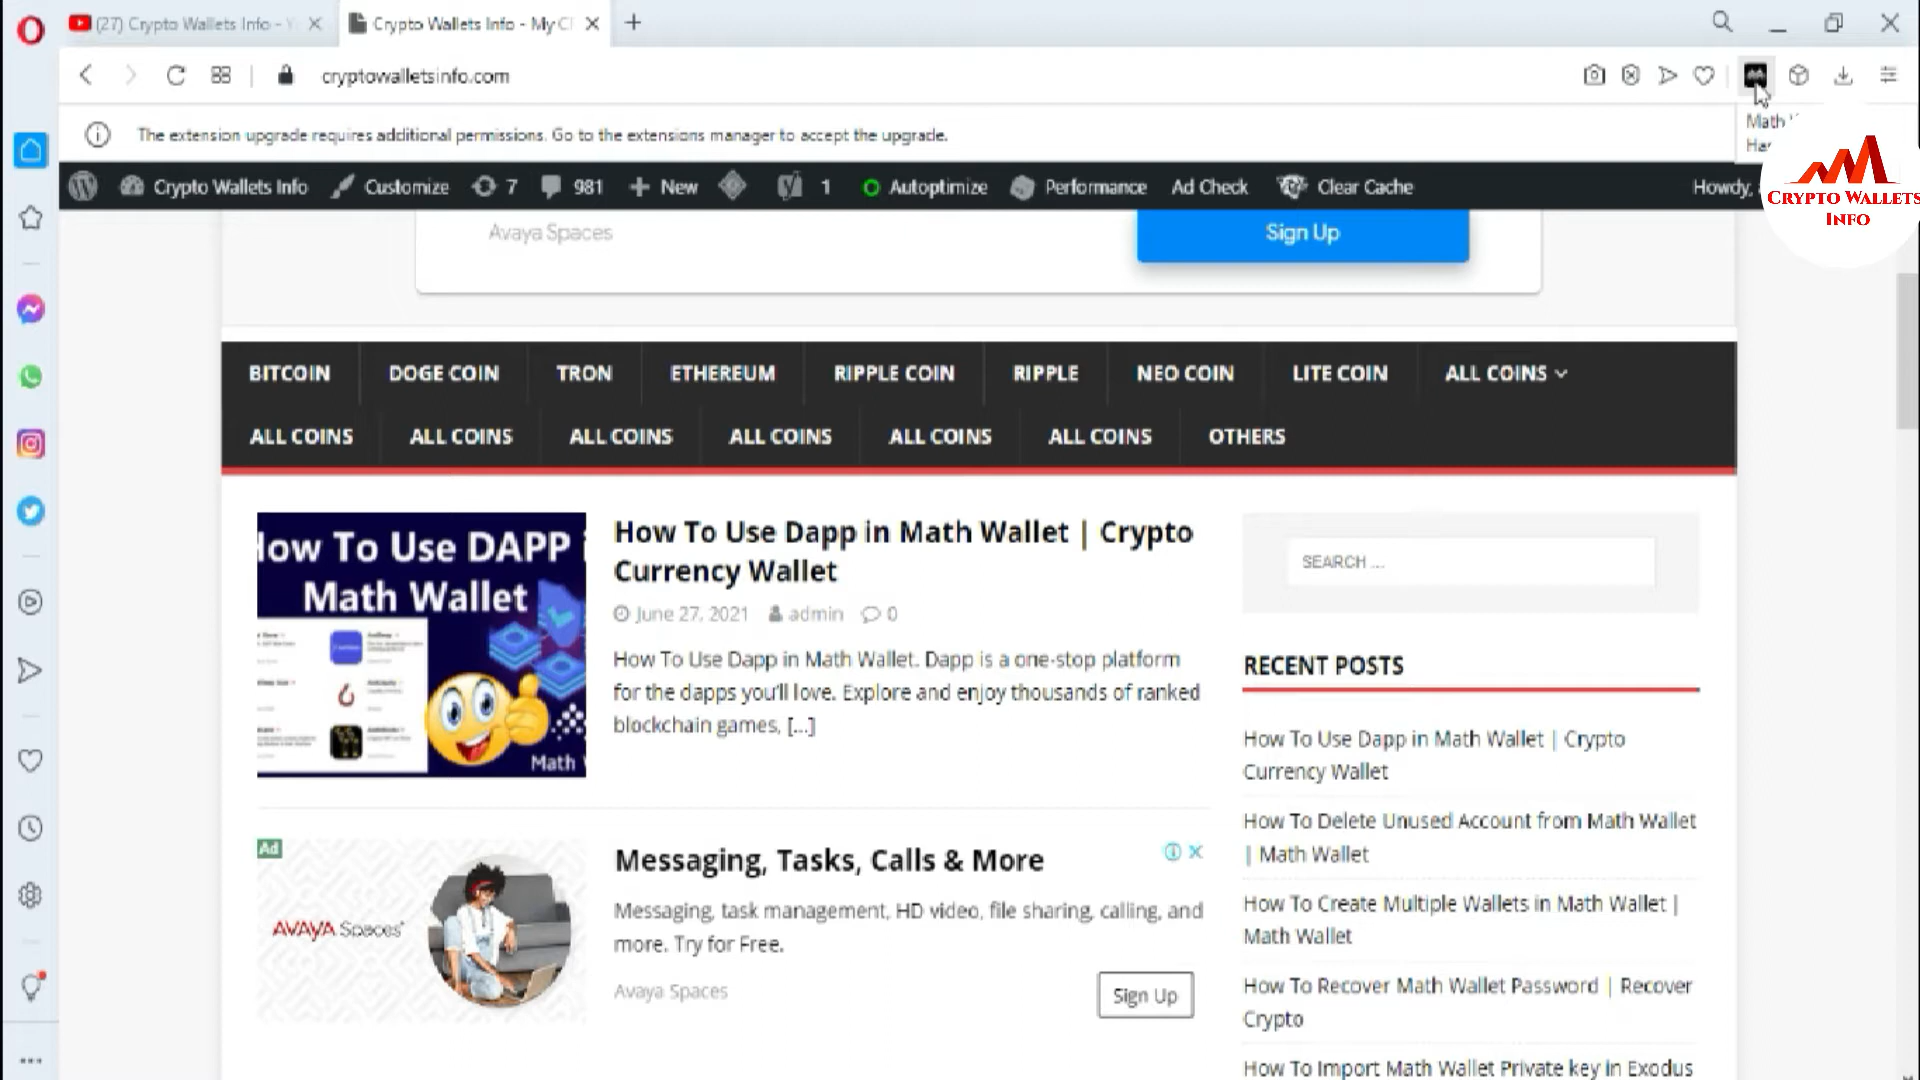 (27) Crypto Wallets Info -
Crypto Wallets Info - My C
cryptowalletsinfo.com
The extension upgrade requires additional permissions. Go to the extensions manager to accept the upgrade.
Math
CRYPTO WALLETS
INFO
Crypto Wallets Info
Customize
7
981
New
1
Autoptimize
Performance
Ad Check
Clear Cache
Howdy,
Avaya Spaces
Sign Up
BITCOIN
DOGE COIN
TRON
ETHEREUM
RIPPLE COIN
RIPPLE
NEO COIN
LITE COIN
ALL COINS
ALL COINS
ALL COINS
ALL COINS
ALL COINS
ALL COINS
ALL COINS
OTHERS
How To Use DAPP i
Math Wallet
Math
How To Use Dapp in Math Wallet | Crypto
Currency Wallet
June 27, 2021 admin 0
How To Use Dapp in Math Wallet. Dapp is a one-stop platform
for the dapps you'll love. Explore and enjoy thousands of ranked
blockchain games, [...]
Ad
AVAYA Spaces
Messaging, Tasks, Calls & More
Messaging, task management, HD video, file sharing, calling, and
more. Try for Free.
Avaya Spaces
Sign Up
SEARCH ...
RECENT POSTS
How To Use Dapp in Math Wallet | Crypto
Currency Wallet
How To Delete Unused Account from Math Wallet
| Math Wallet
How To Create Multiple Wallets in Math Wallet |
Math Wallet
How To Recover Math Wallet Password | Recover
Crypto
How To Import Math Wallet Private key in Exodus